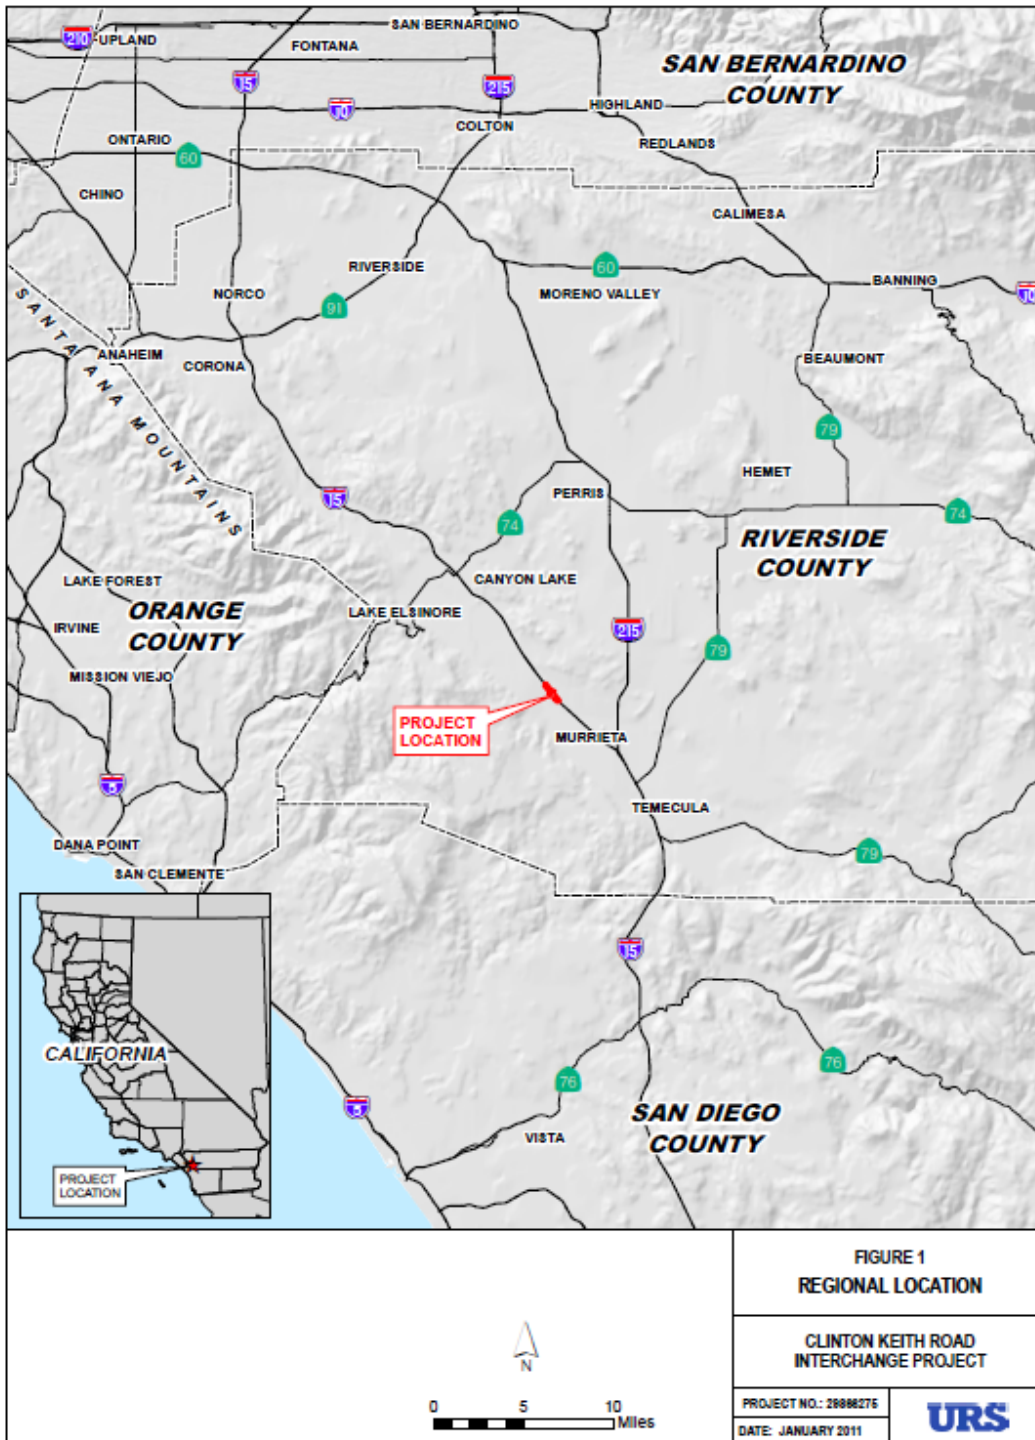 SAN BERNARDINO
210
UPLAND
FONTANA
SAN BERNARDINO
COUNTY
15
215
10
HIGHLAND
COLTON
ONTARIO
REDLANDS
60
CHINO
CALIMESA
RIVERSIDE
60
BANNING
NORCO
MORENO VALLEY
10
91
SANTA ANA MOUNTAINS
ANAHEIM
CORONA
BEAUMONT
79
HEMET
15
PERRIS
74
74
RIVERSIDE
COUNTY
LAKE FOREST
CANYON LAKE
ORANGE
COUNTY
LAKE ELSINORE
IRVINE
215
79
MISSION VIEJO
PROJECT
LOCATION
MURRIETA
5
TEMECULA
DANA POINT
79
SAN CLEMENTE
15
CALIFORNIA
76
76
5
SAN DIEGO
COUNTY
VISTA
PROJECT
LOCATION
FIGURE 1
REGIONAL LOCATION
CLINTON KEITH ROAD
INTERCHANGE PROJECT
N
0 5 10
Miles
PROJECT NO.: 29866275
DATE: JANUARY 2011
URS